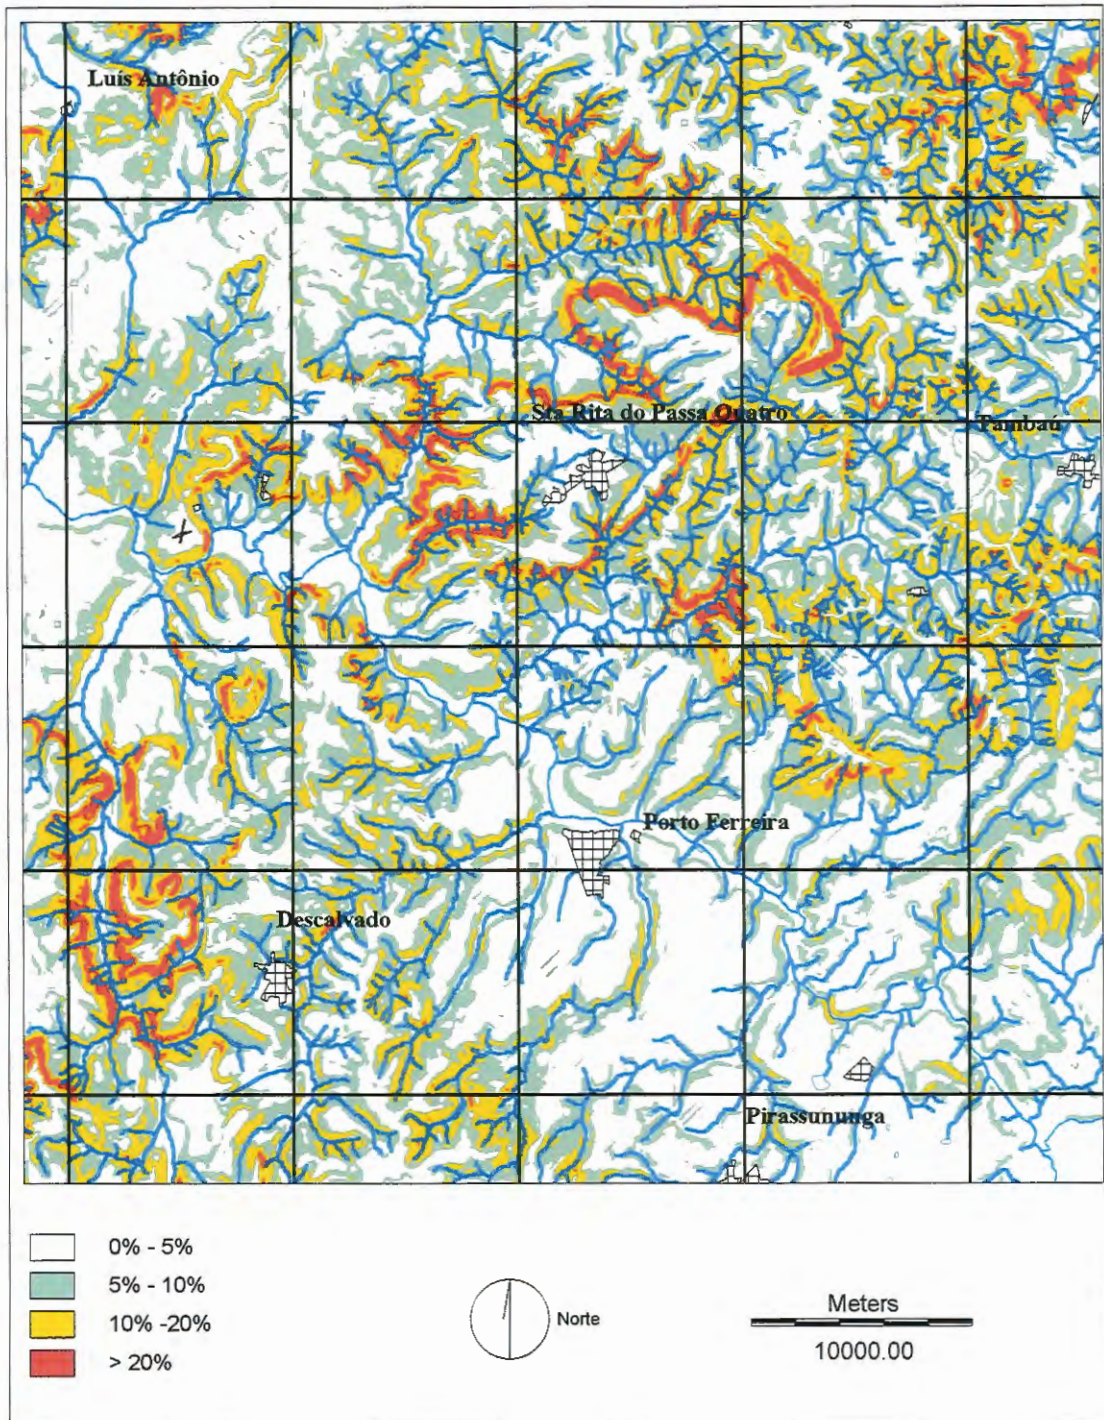 Luís Antônio
Sta Rita do Passa Quatro
Tambaú
Porto Ferreira
Descalvado
Pirassununga
0% - 5%
5% - 10%
10% -20%
> 20%
Norte
Meters
10000.00